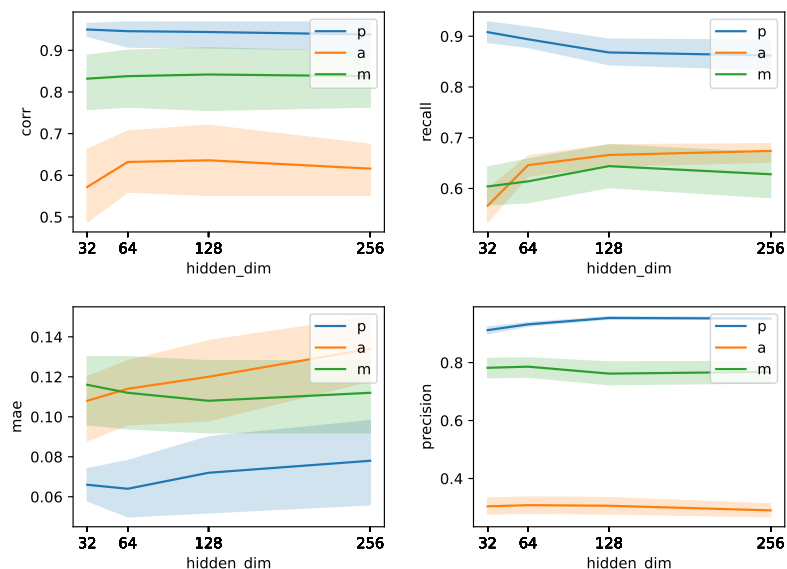 corr
0.9
0.8
0.7
0.6
0.5
32 64 128 256
hidden_dim
p
a
m
recall
0.9
0.8
0.7
0.6
32 64 128 256
hidden_dim
p
a
m
mae
0.14
0.12
0.10
0.08
0.06
32 64 128 256
hidden_dim
p
a
m
precision
0.8
0.6
0.4
32 64 128 256
hidden_dim
p
a
m